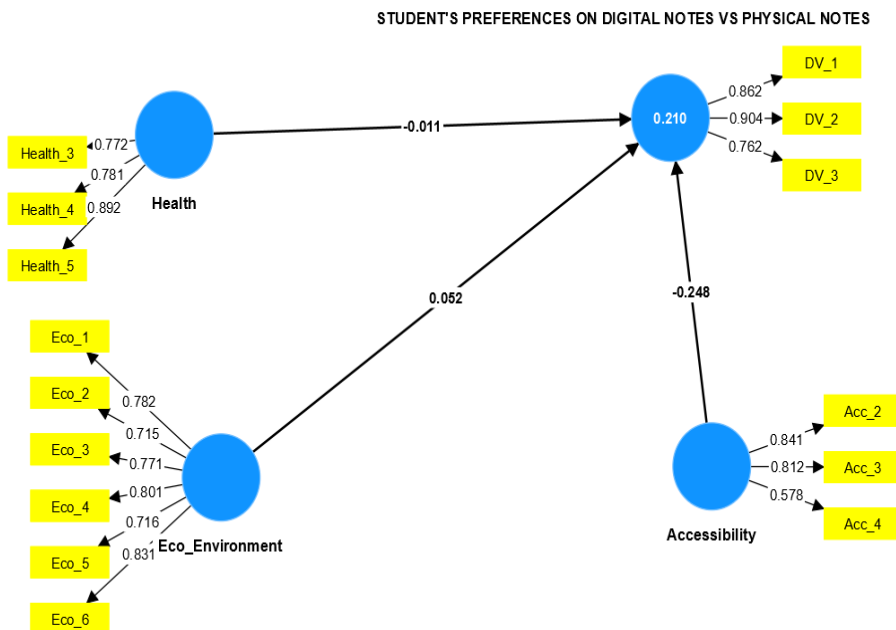 STUDENT'S PREFERENCES ON DIGITAL NOTES VS PHYSICAL NOTES
DV_1
0.862
0.210
0.904
DV_2
0.762
DV_3
-0.011
Health_3
0.772
0.781
Health_4
0.892
Health
Health_5
0.052
-0.248
Eco_1
0.782
Eco_2
0.715
Eco_3
0.771
Eco_4
0.801
0.716
Eco_5
0.831
Eco_Environment
Eco_6
Acc_2
0.841
0.812
Acc_3
0.578
Acc_4
Accessibility